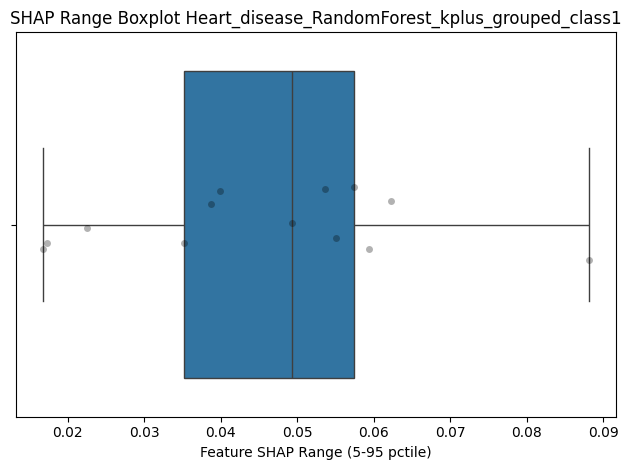 SHAP Range Boxplot Heart_disease_RandomForest_kplus_grouped_class1
0.02 0.03 0.04 0.05 0.06 0.07 0.08 0.09
Feature SHAP Range (5-95 pctile)